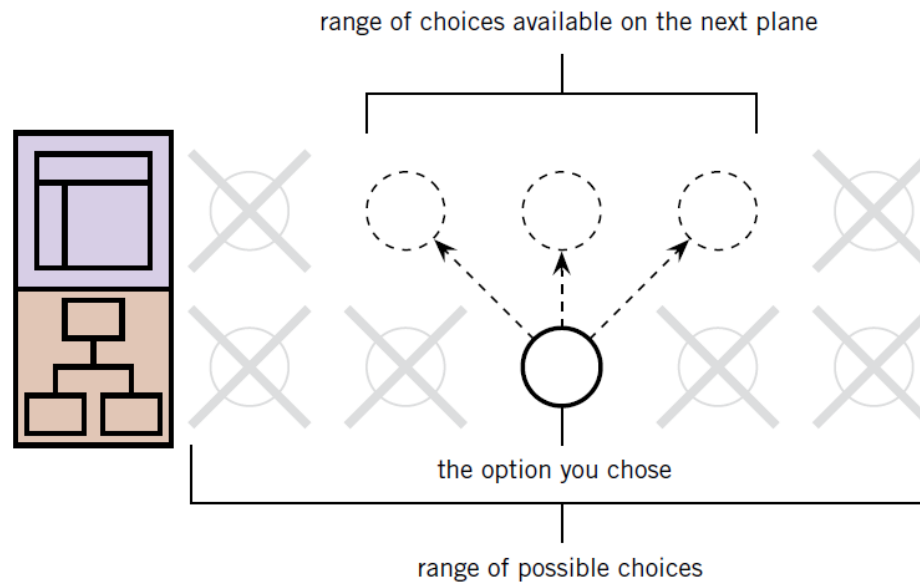 range of choices available on the next plane
the option you chose
range of possible choices